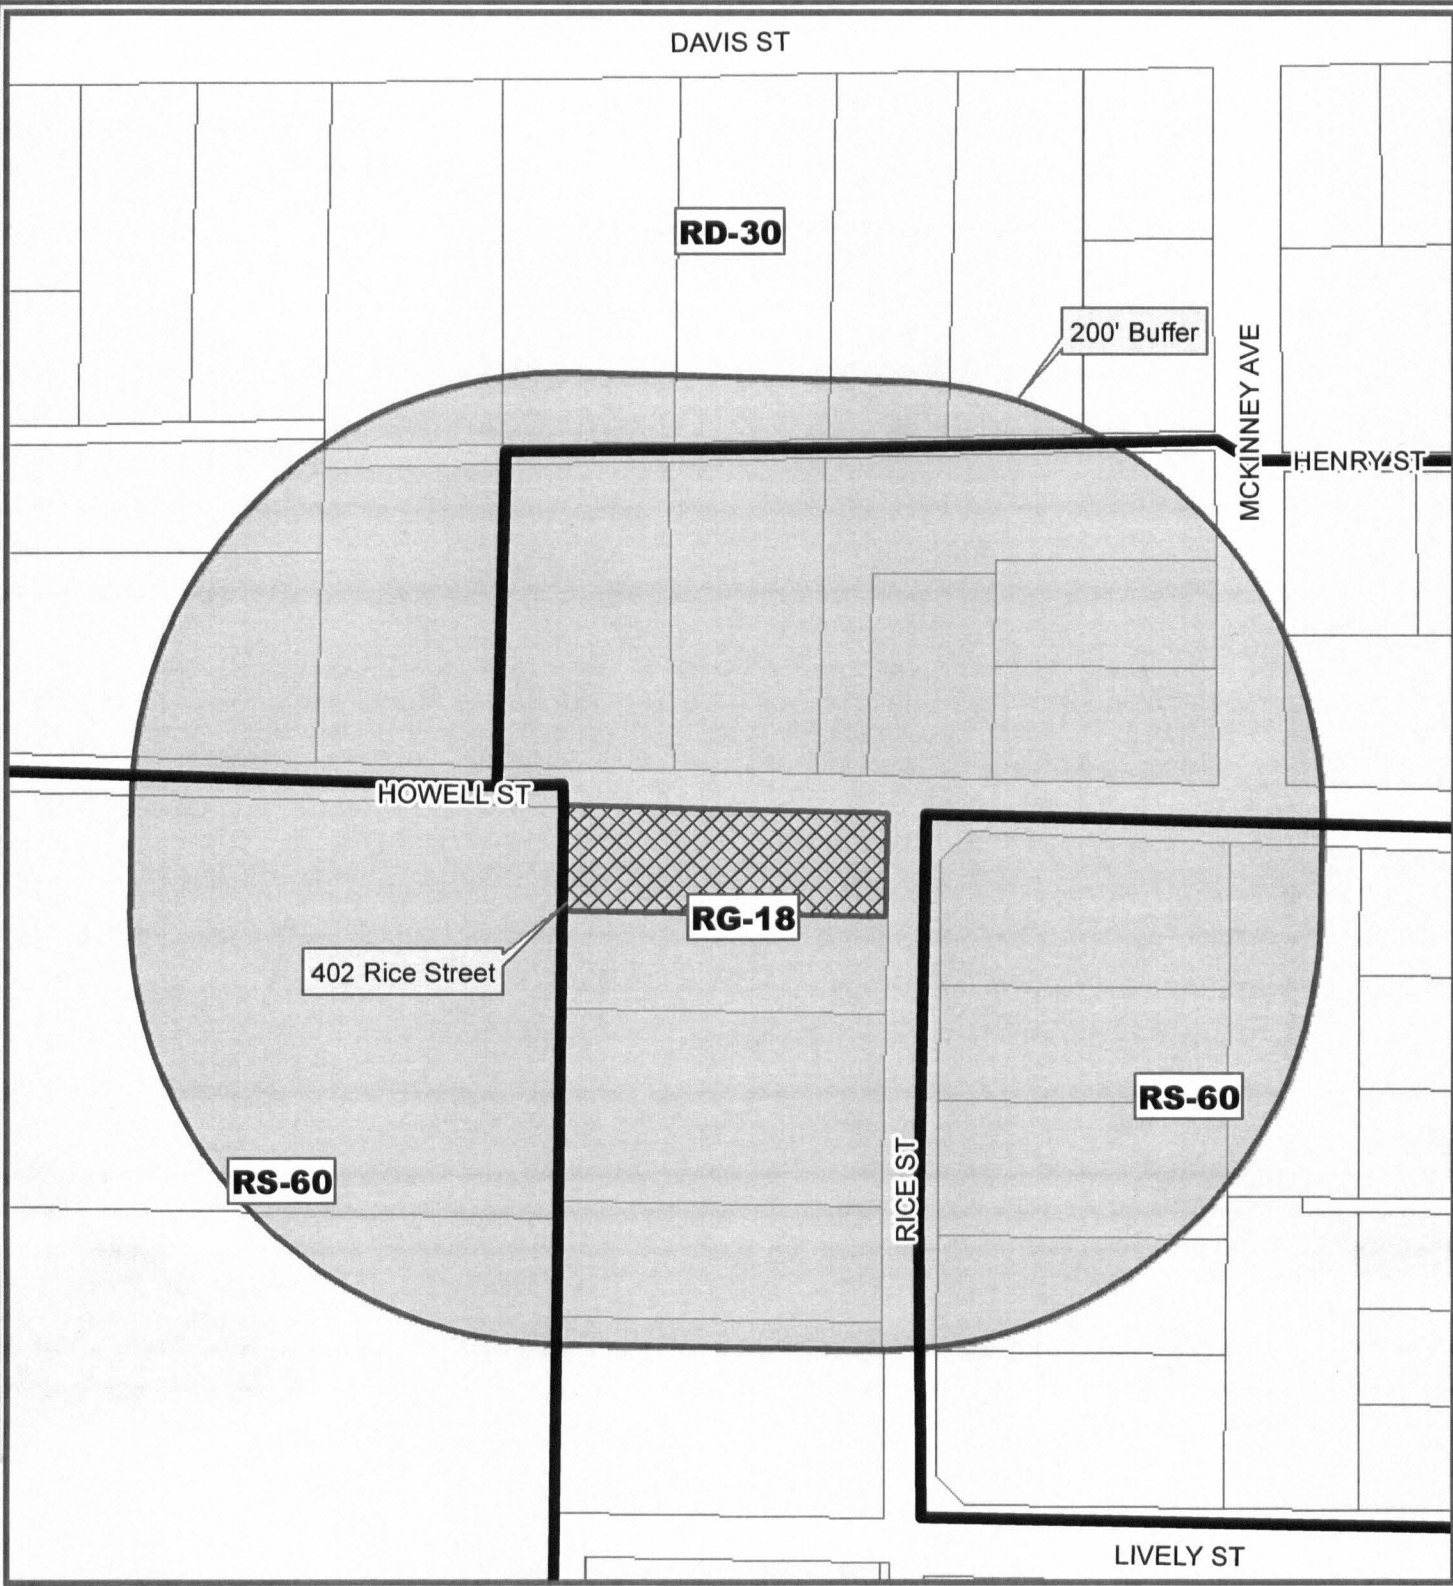 DAVIS ST
RD-30
200' Buffer
MCKINNEY AVE
HENRY ST
HOWELL ST
RG-18
402 Rice Street
RS-60
RICE ST
RS-60
LIVELY ST